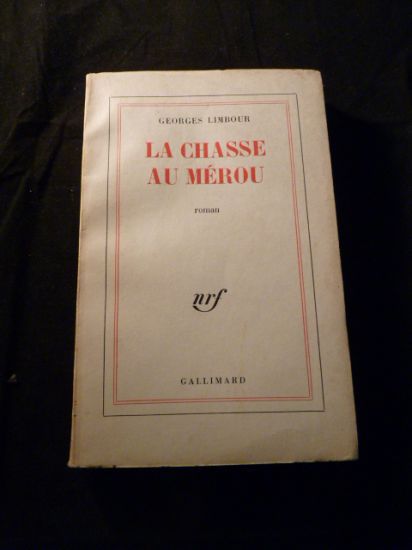 GEORGES LIMBOUR
LA CHASSE
AU MÉROU
roman
nrf
GALLIMARD